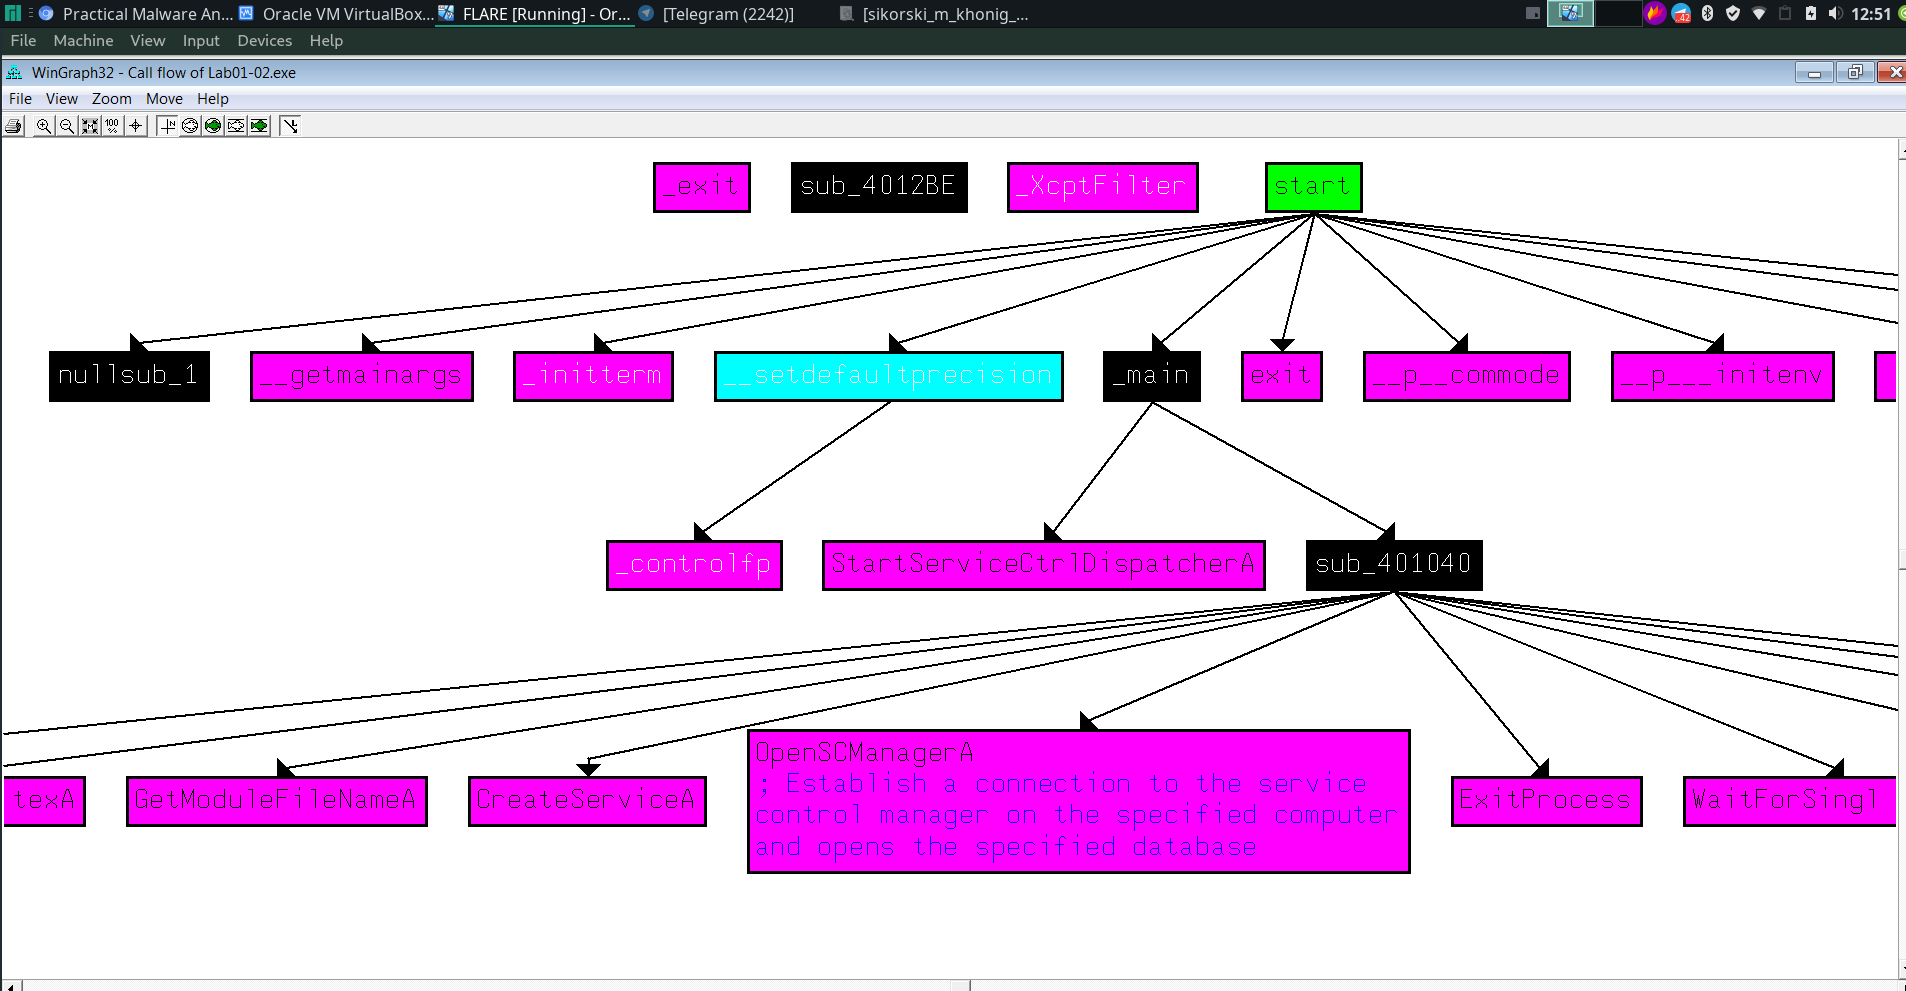 Practical Malware An...
Oracle VM VirtualBox...
FLARE [Running] - Or...
[Telegram (2242)]
[sikorski_m_khonig_...
42
12:51
File Machine View Input Devices Help
WinGraph32 - Call flow of Lab01-02.exe
File View Zoom Move Help
100
%
N
_exit
sub_4012BE
_XcptFilter
start
nullsub_1
__getmainargs
_initterm
__setdefaultprecision
_main
exit
__p__commode
__p___initenv
_controlfp
StartServiceCtrlDispatcherA
sub_401040
texA
GetModuleFileNameA
CreateServiceA
OpenSCManagerA
; Establish a connection to the service
control manager on the specified computer
and opens the specified database
ExitProcess
WaitForSingl